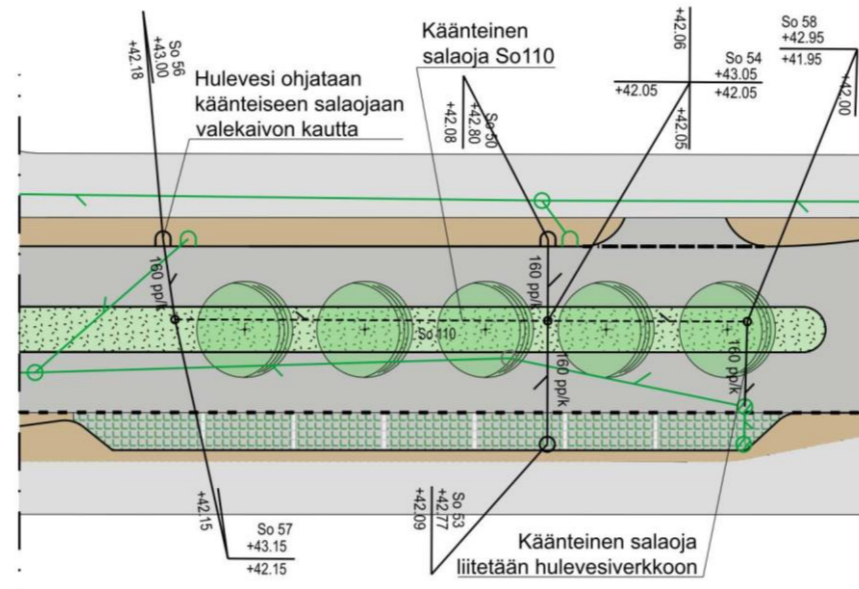 So 56
+43.00
+42.18
Hulevesi ohjataan
käänteiseen salaojaan
valekaivon kautta
Käänteinen
salaoja So110
So 50
+42.80
+42.08
+42.06
So 54
+43.05
+42.05
+42.05
+42.05
So 58
+42.95
+41.95
+42.00
160 pp/k
160 pp/k
So 110
160 pp/k
160 pp/k
+42.15
So 57
+43.15
+42.15
So 53
+42.77
+42.09
Käänteinen salaoja
liitetään hulevesiverkkoon